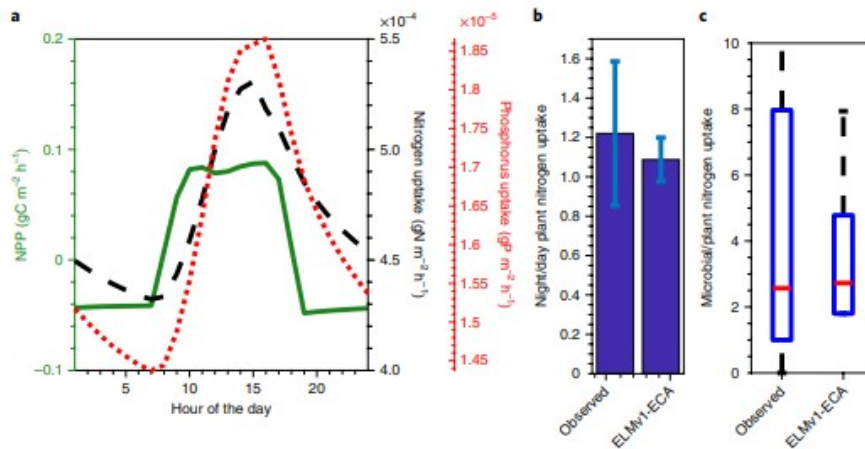 a
×10⁻⁴
×10⁻⁵
NPP (gC m⁻² h⁻¹)
0.2
0.1
0
–0.1
5
10
15
20
Hour of the day
5.5
5.0
4.5
4.0
Nitrogen uptake (gN m⁻² h⁻¹)
1.85
1.8
1.75
1.7
1.65
1.6
1.55
1.5
1.45
Phosphorus uptake (gP m⁻² h⁻¹)
b
Night/day plant nitrogen uptake
1.6
1.4
1.2
1.0
0.8
0.6
0.4
0.2
0
Observed
ELMv1-ECA
c
Microbial/plant nitrogen uptake
10
8
6
4
2
0
Observed
ELMv1-ECA